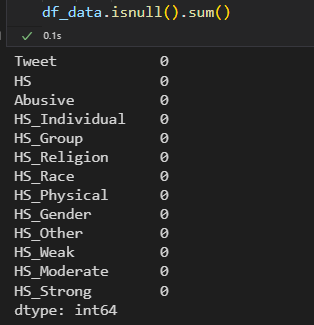 df_data.isnull().sum()
0.1s
Tweet 0
HS 0
Abusive 0
HS_Individual 0
HS_Group 0
HS_Religion 0
HS_Race 0
HS_Physical 0
HS_Gender 0
HS_Other 0
HS_Weak 0
HS_Moderate 0
HS_Strong 0
dtype: int64